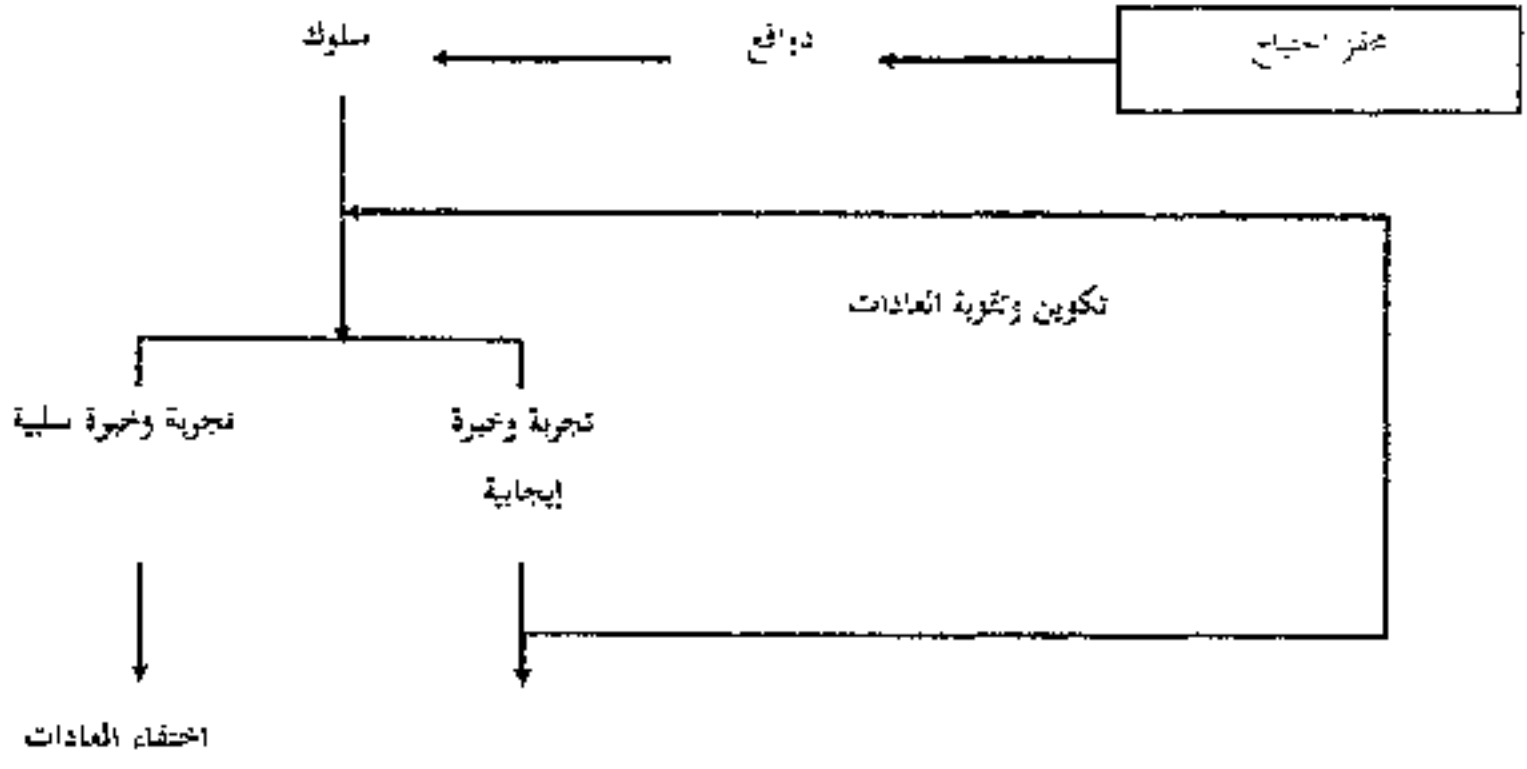 محفز احتياج
دوافع
سلوك
تكوين وتقوية العادات
تجربة وخبرة
إيجابية
تجربة وخبرة سلبية
اختفاء العادات